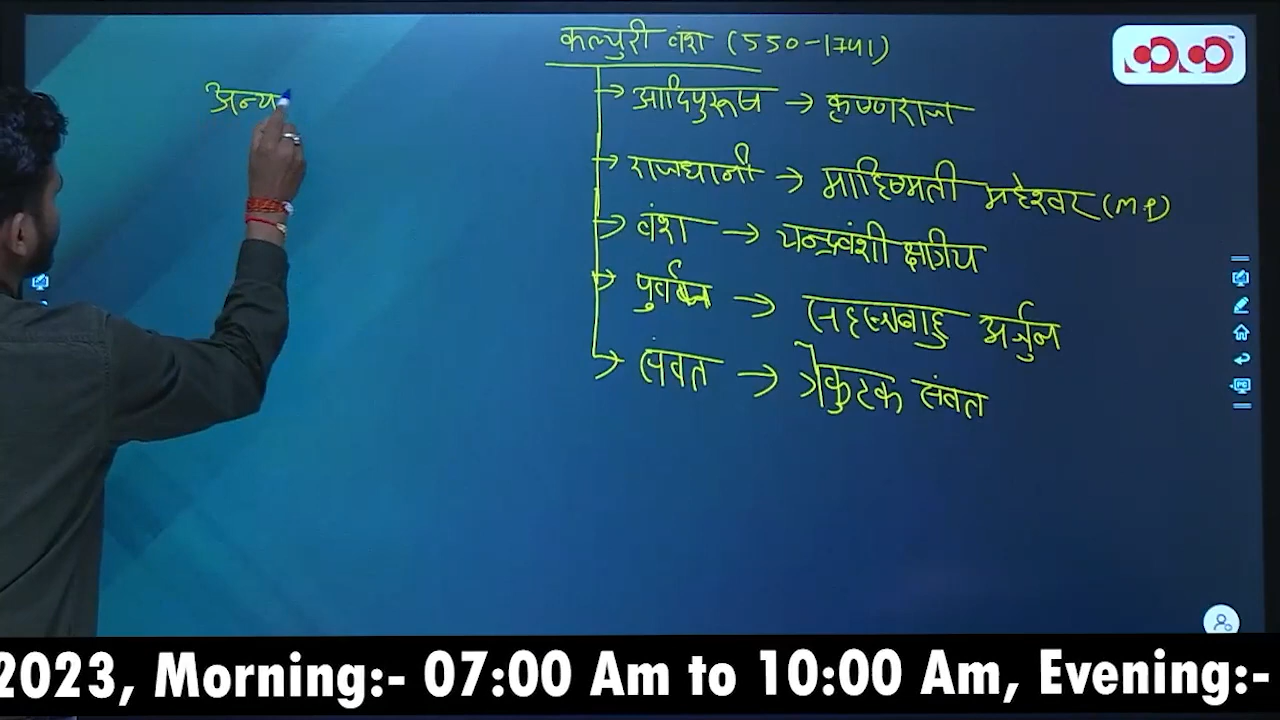 कल्चुरी वंश (550-1741)
अन्य
→ आदिपुरूष → कृष्णराज
→ राजधानी → माहिष्मती महेश्वर (MP)
→ वंश → चन्द्रवंशी क्षत्रिय
→ पुर्वज → सहस्त्रबाहु अर्जुन
→ संवत → त्रैकुटक संवत
PC
2023, Morning:- 07:00 Am to 10:00 Am, Evening:-